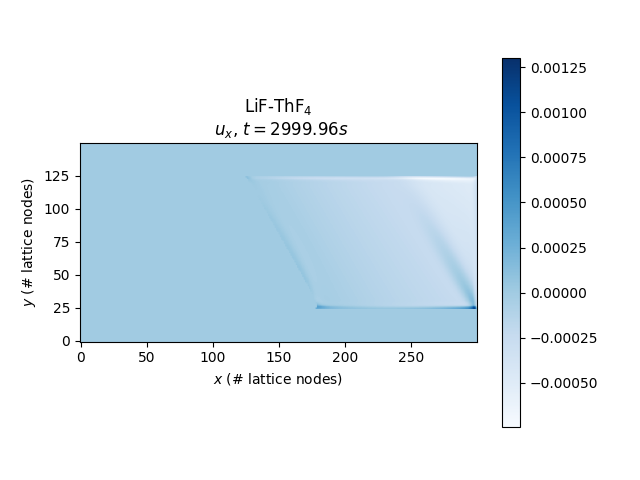 LiF-ThF₄
uₓ, t = 2999.96s
0.00125
0.00100
0.00075
0.00050
0.00025
0.00000
−0.00025
−0.00050
125
100
75
50
25
0
y (# lattice nodes)
0 50 100 150 200 250
x (# lattice nodes)